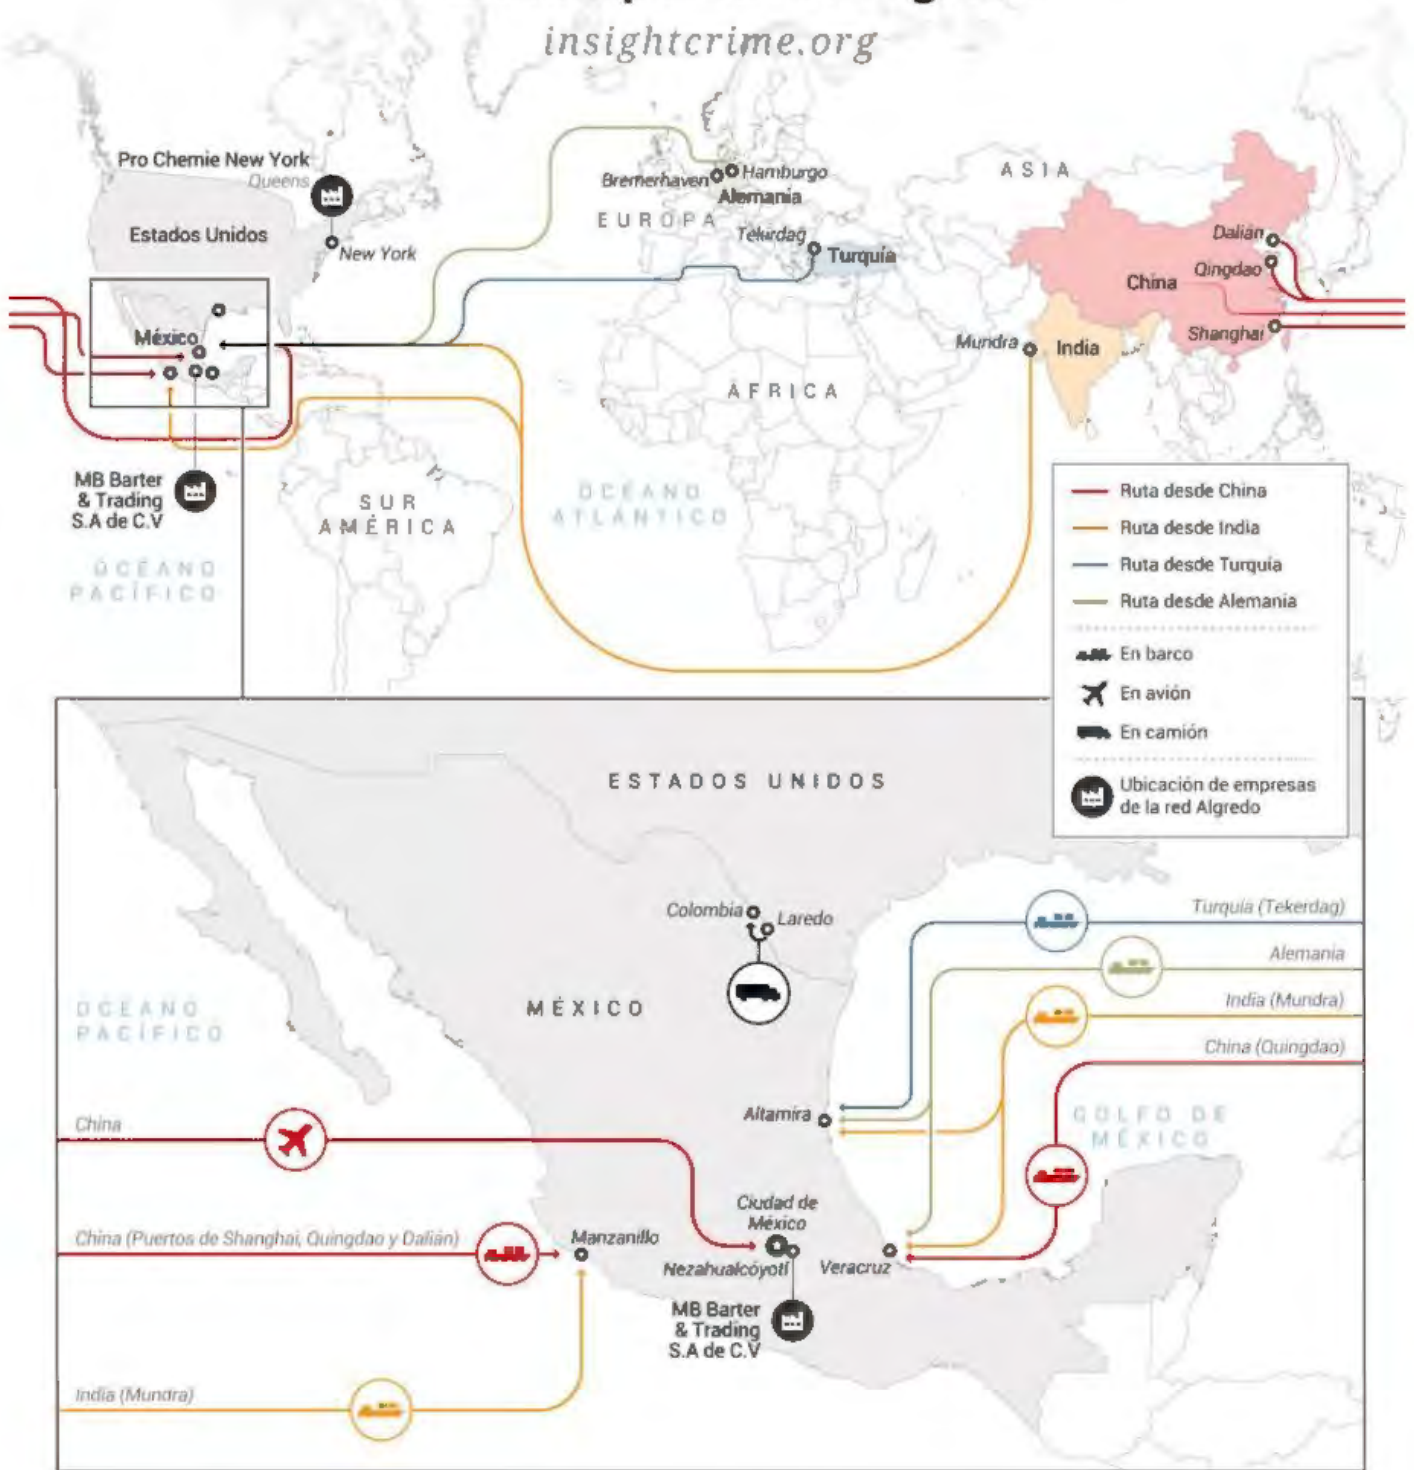 insightcrime.org
Pro Chemie New York
Queens
Estados Unidos
New York
México
MB Barter
& Trading
S.A de C.V
OCÉANO
PACÍFICO
SUR
AMÉRICA
OCÉANO
ATLÁNTICO
EUROPA
Bremerhaven
Hamburgo
Alemania
Tekirdag
Turquía
ÁFRICA
ASIA
Mundra
India
China
Dalián
Qingdao
Shanghai
Ruta desde China
Ruta desde India
Ruta desde Turquía
Ruta desde Alemania
En barco
En avión
En camión
Ubicación de empresas
de la red Algredo
ESTADOS UNIDOS
Colombia
Laredo
MÉXICO
OCÉANO
PACÍFICO
Turquía (Tekerdag)
Alemania
India (Mundra)
China (Quingdao)
GOLFO DE
MÉXICO
Altamira
China
Ciudad de
México
China (Puertos de Shanghai, Quingdao y Dalián)
Manzanillo
Nezahualcóyotl
Veracruz
MB Barter
& Trading
S.A de C.V
India (Mundra)